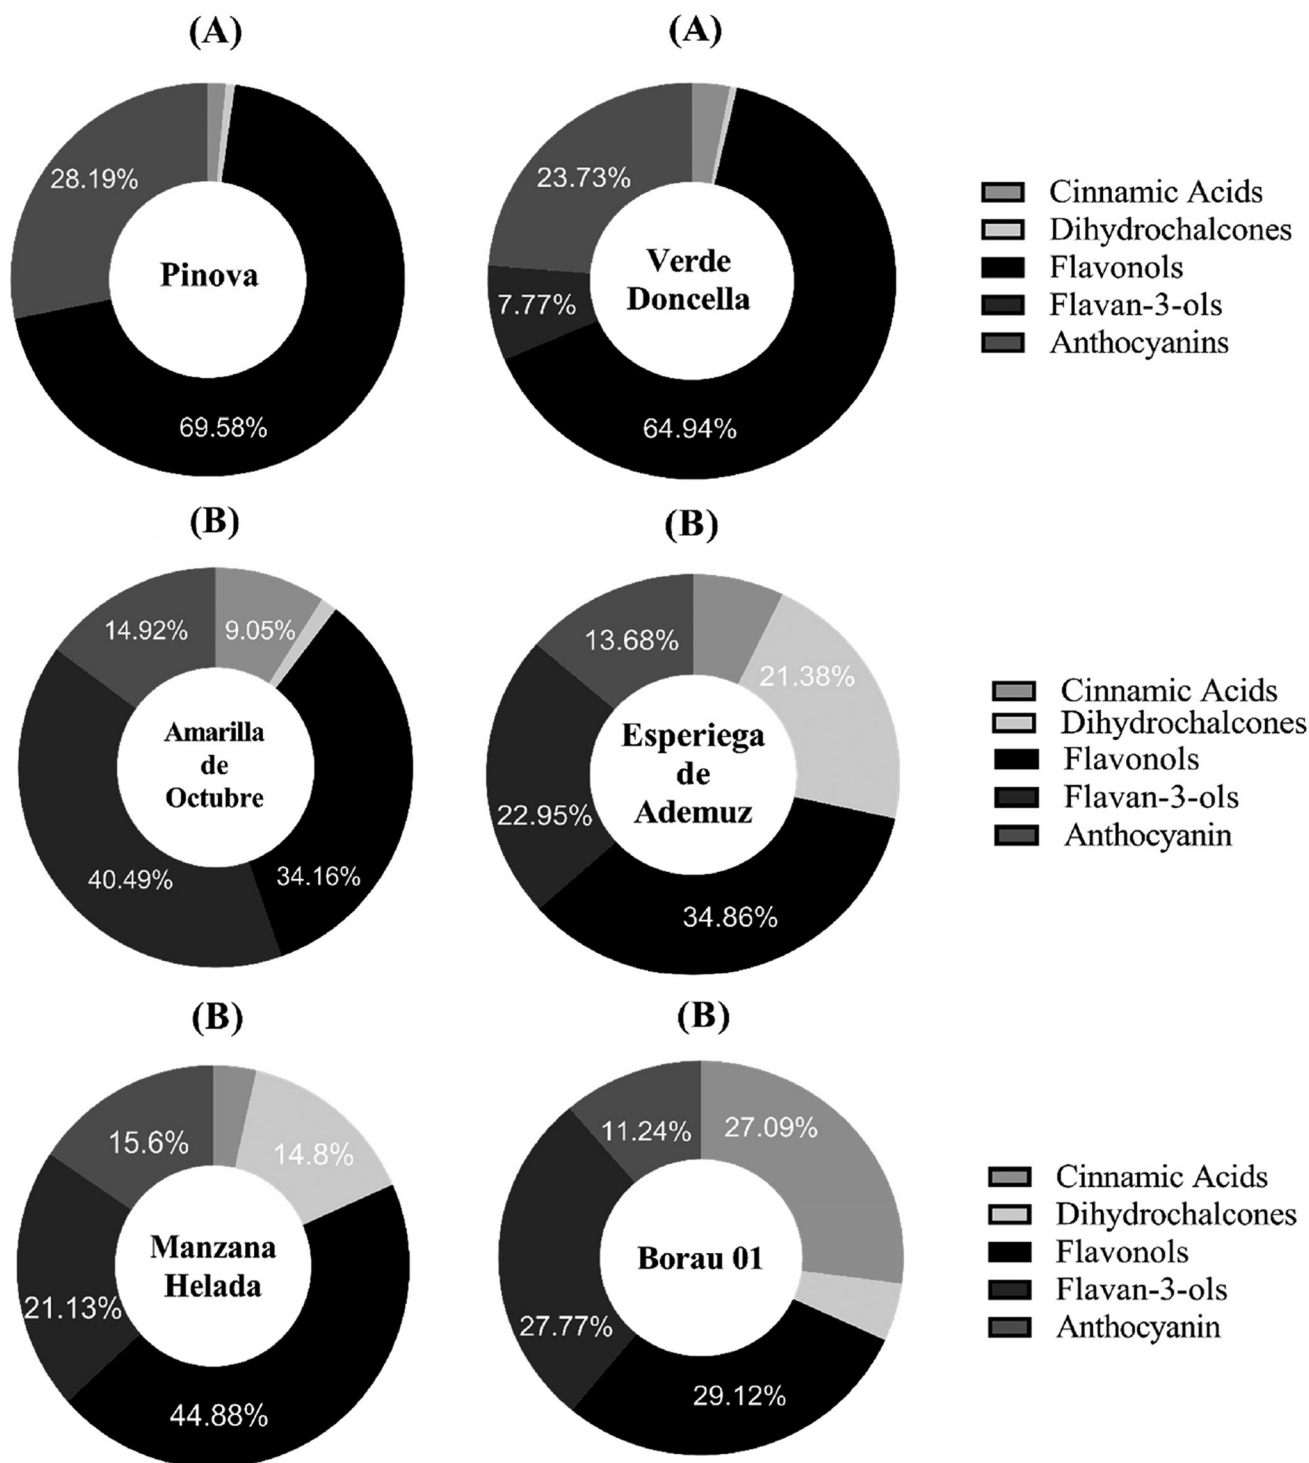 (A)
28.19%
Pinova
69.58%
(A)
23.73%
7.77%
Verde
Doncella
64.94%
Cinnamic Acids
Dihydrochalcones
Flavonols
Flavan-3-ols
Anthocyanins
(B)
14.92%
9.05%
Amarilla
de
Octubre
40.49%
34.16%
(B)
13.68%
21.38%
Esperiega
de
Ademuz
22.95%
34.86%
Cinnamic Acids
Dihydrochalcones
Flavonols
Flavan-3-ols
Anthocyanin
(B)
15.6%
14.8%
Manzana
Helada
21.13%
44.88%
(B)
11.24%
27.09%
Borau 01
27.77%
29.12%
Cinnamic Acids
Dihydrochalcones
Flavonols
Flavan-3-ols
Anthocyanin